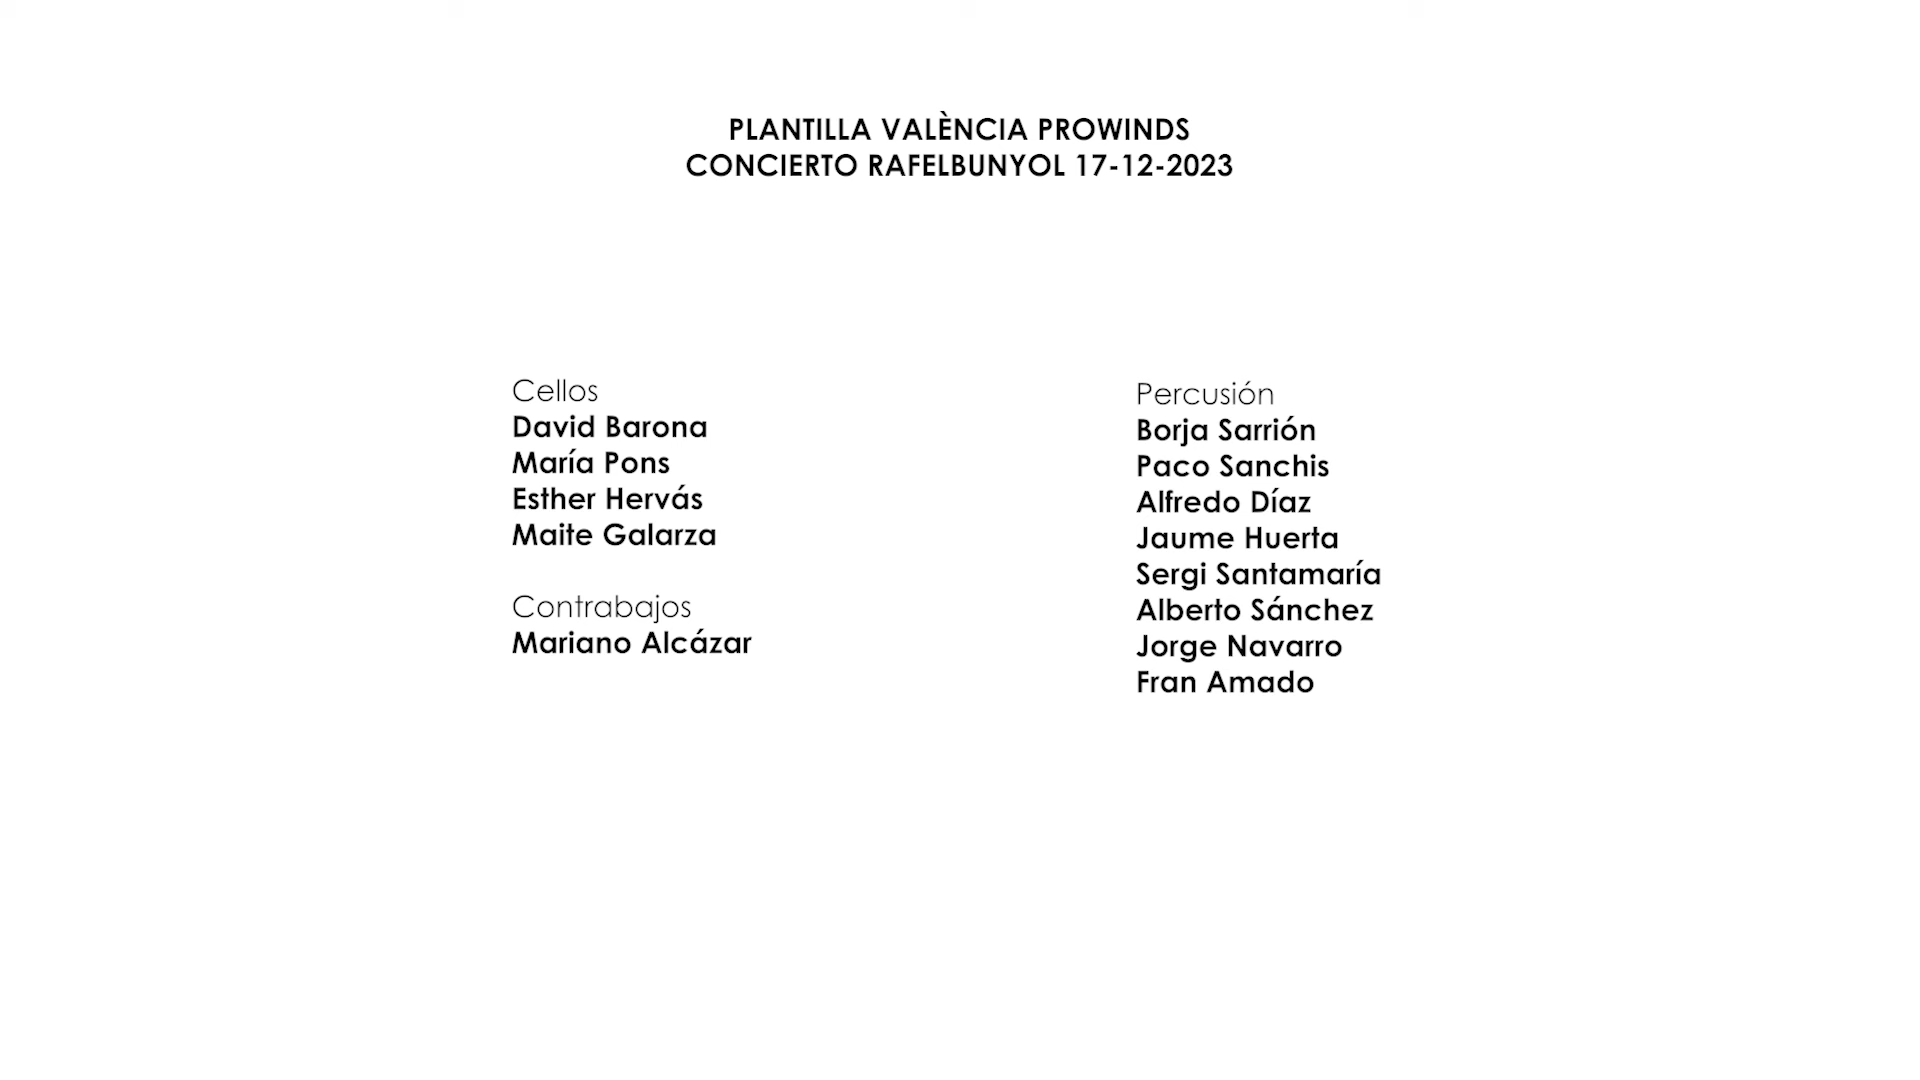 PLANTILLA VALÈNCIA PROWINDS
CONCIERTO RAFELBUNYOL 17-12-2023
Cellos
David Barona
María Pons
Esther Hervás
Maite Galarza
Contrabajos
Mariano Alcázar
Percusión
Borja Sarrión
Paco Sanchis
Alfredo Díaz
Jaume Huerta
Sergi Santamaría
Alberto Sánchez
Jorge Navarro
Fran Amado